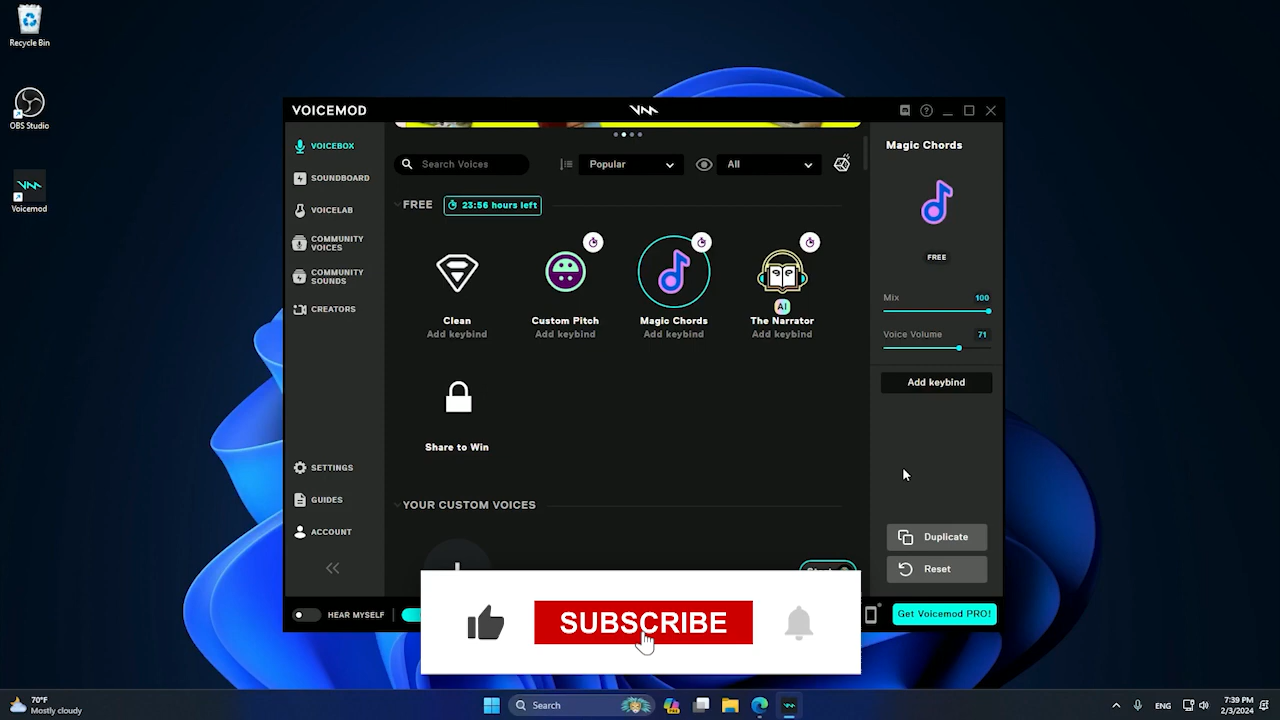 Recycle Bin
OBS Studio
Voicemod
VOICEMOD
VOICEBOX
SOUNDBOARD
VOICELAB
COMMUNITY
VOICES
COMMUNITY
SOUNDS
CREATORS
SETTINGS
GUIDES
ACCOUNT
Search Voices
Popular
All
FREE
23:56 hours left
Clean
Add keybind
Custom Pitch
Add keybind
Magic Chords
Add keybind
AI
The Narrator
Add keybind
Share to Win
YOUR CUSTOM VOICES
Magic Chords
FREE
Mix 100
Voice Volume 71
Add keybind
Duplicate
Reset
HEAR MYSELF
Get Voicemod PRO!
SUBSCRIBE
70°F
Mostly cloudy
Search
ENG
7:39 PM
2/3/2024